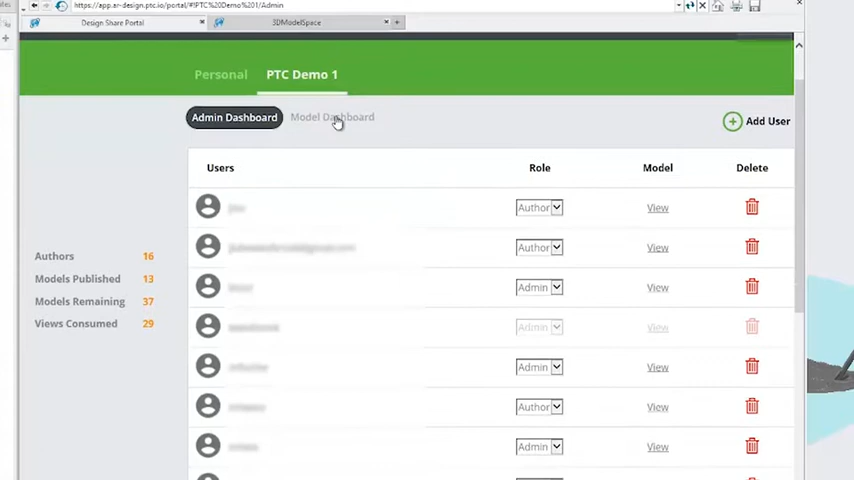 https://app.ar-design.ptc.io/portal/#!PTC%20Demo%201/Admin
Design Share Portal
3DModelSpace
Personal
PTC Demo 1
Admin Dashboard
Model Dashboard
Add User
Users
Role
Model
Delete
Author
View
Author
View
Admin
View
Admin
View
Admin
View
Author
View
Admin
View
Authors 16
Models Published 13
Models Remaining 37
Views Consumed 29